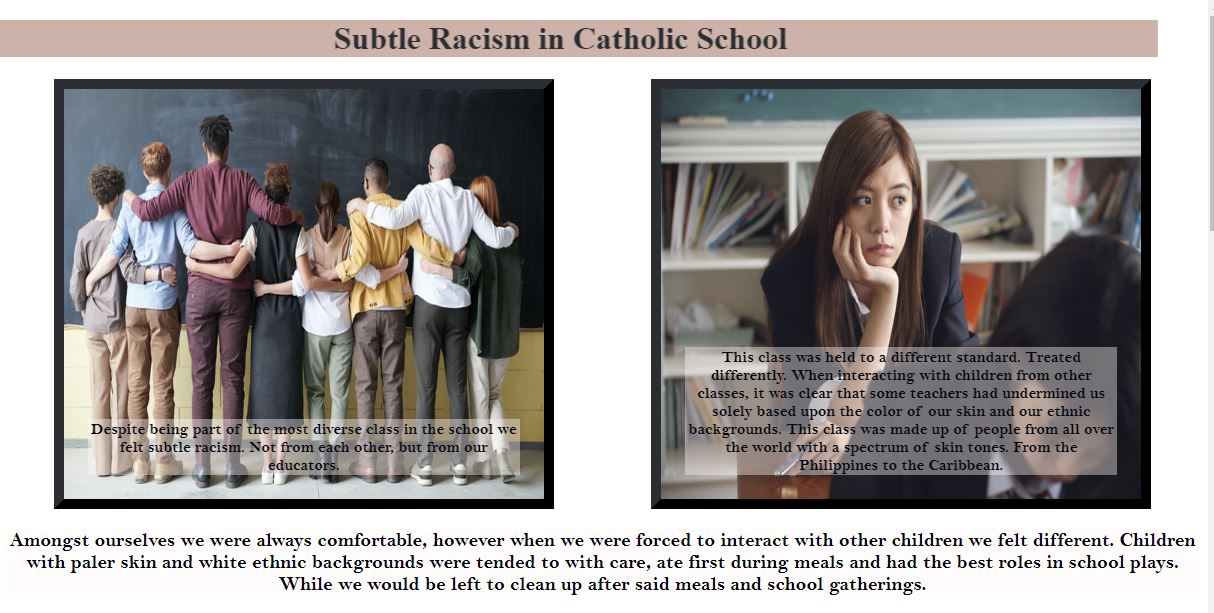 Subtle Racism in Catholic School
Despite being part of the most diverse class in the school we
felt subtle racism. Not from each other, but from our
educators.
This class was held to a different standard. Treated
differently. When interacting with children from other
classes, it was clear that some teachers had undermined us
solely based upon the color of our skin and our ethnic
backgrounds. This class was made up of people from all over
the world with a spectrum of skin tones. From the
Philippines to the Caribbean.
Amongst ourselves we were always comfortable, however when we were forced to interact with other children we felt different. Children
with paler skin and white ethnic backgrounds were tended to with care, ate first during meals and had the best roles in school plays.
While we would be left to clean up after said meals and school gatherings.